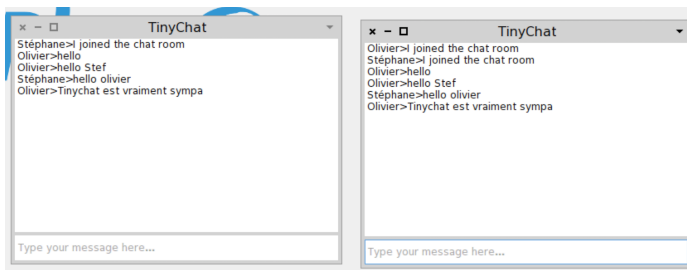 TinyChat
Stéphane>I joined the chat room
Olivier>hello
Olivier>hello Stef
Stéphane>hello olivier
Olivier>Tinychat est vraiment sympa
Type your message here...
TinyChat
Olivier>I joined the chat room
Stéphane>I joined the chat room
Olivier>hello
Olivier>hello Stef
Stéphane>hello olivier
Olivier>Tinychat est vraiment sympa
Type your message here...